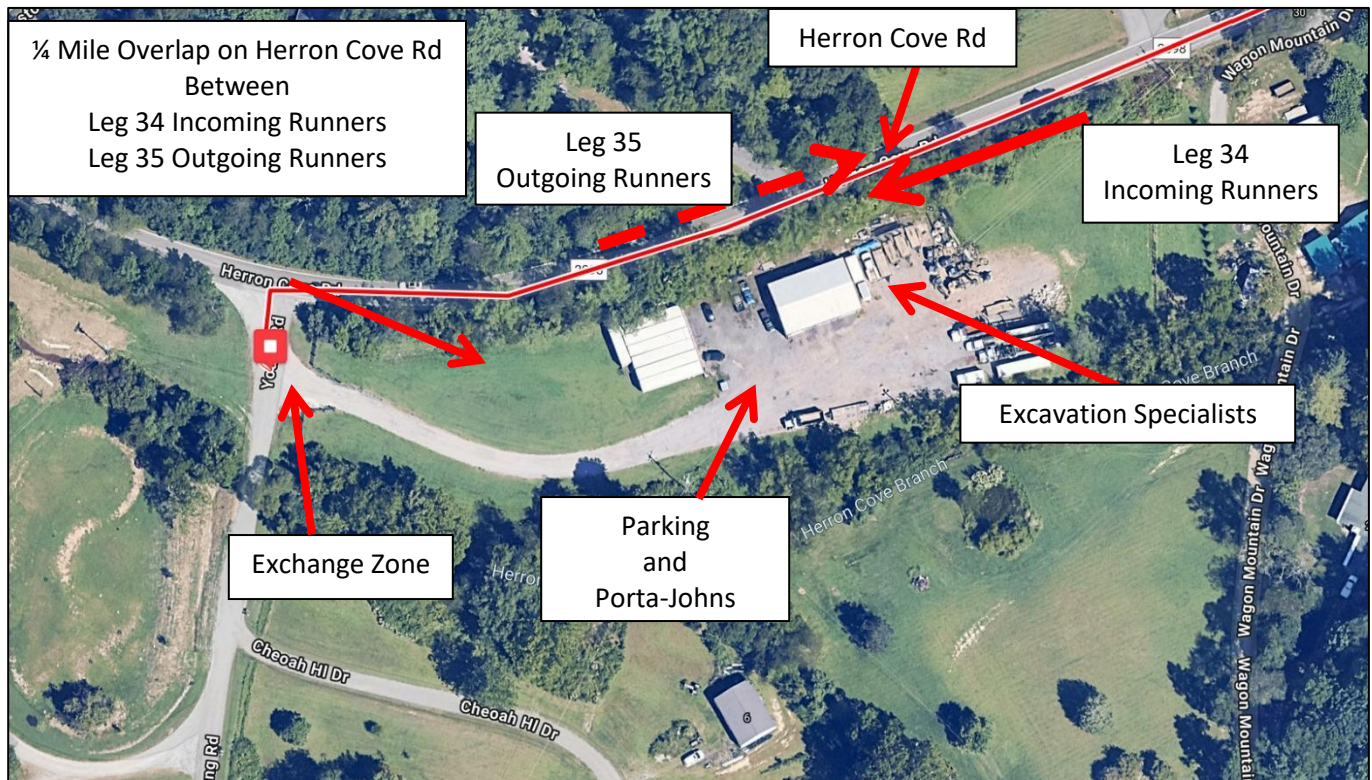 ¼ Mile Overlap on Herron Cove Rd
Between
Leg 34 Incoming Runners
Leg 35 Outgoing Runners
Herron Cove Rd
30
Wagon Mountain Dr
Leg 35
Outgoing Runners
Leg 34
Incoming Runners
Herron Cove Rd
Excavation Specialists
Cove Branch
Exchange Zone
Parking
and
Porta-Johns
Herron Cove Branch
Wagon Mountain Dr
Wagon Mountain
Cheoah Hl Dr
Cheoah Hl Dr
6